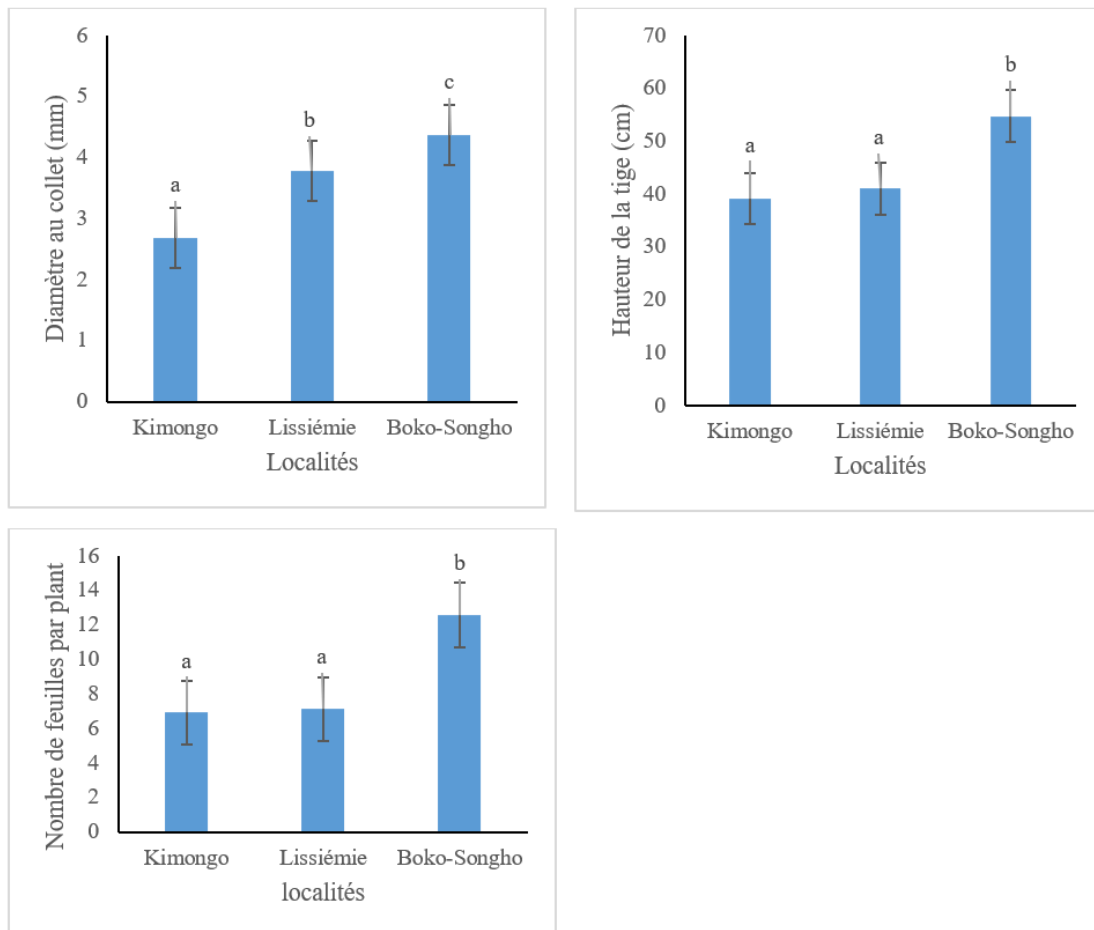 Diamètre au collet (mm)
6
5
4
3
2
1
0
a
b
c
Kimongo Lissiémie Boko-Songho
Localités
Hauteur de la tige (cm)
70
60
50
40
30
20
10
0
a
a
b
Kimongo Lissiémie Boko-Songho
Localités
Nombre de feuilles par plant
16
14
12
10
8
6
4
2
0
a
a
b
Kimongo Lissiémie Boko-Songho
localités